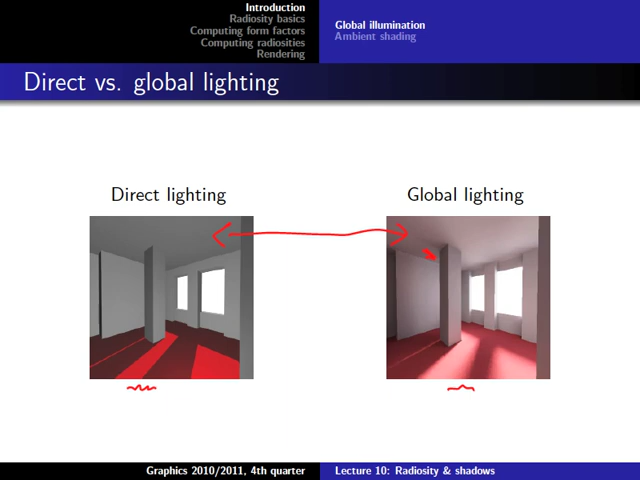 Introduction
Radiosity basics
Computing form factors
Computing radiosities
Rendering
Global illumination
Ambient shading
Direct vs. global lighting
Direct lighting
Global lighting
Graphics 2010/2011, 4th quarter
Lecture 10: Radiosity & shadows